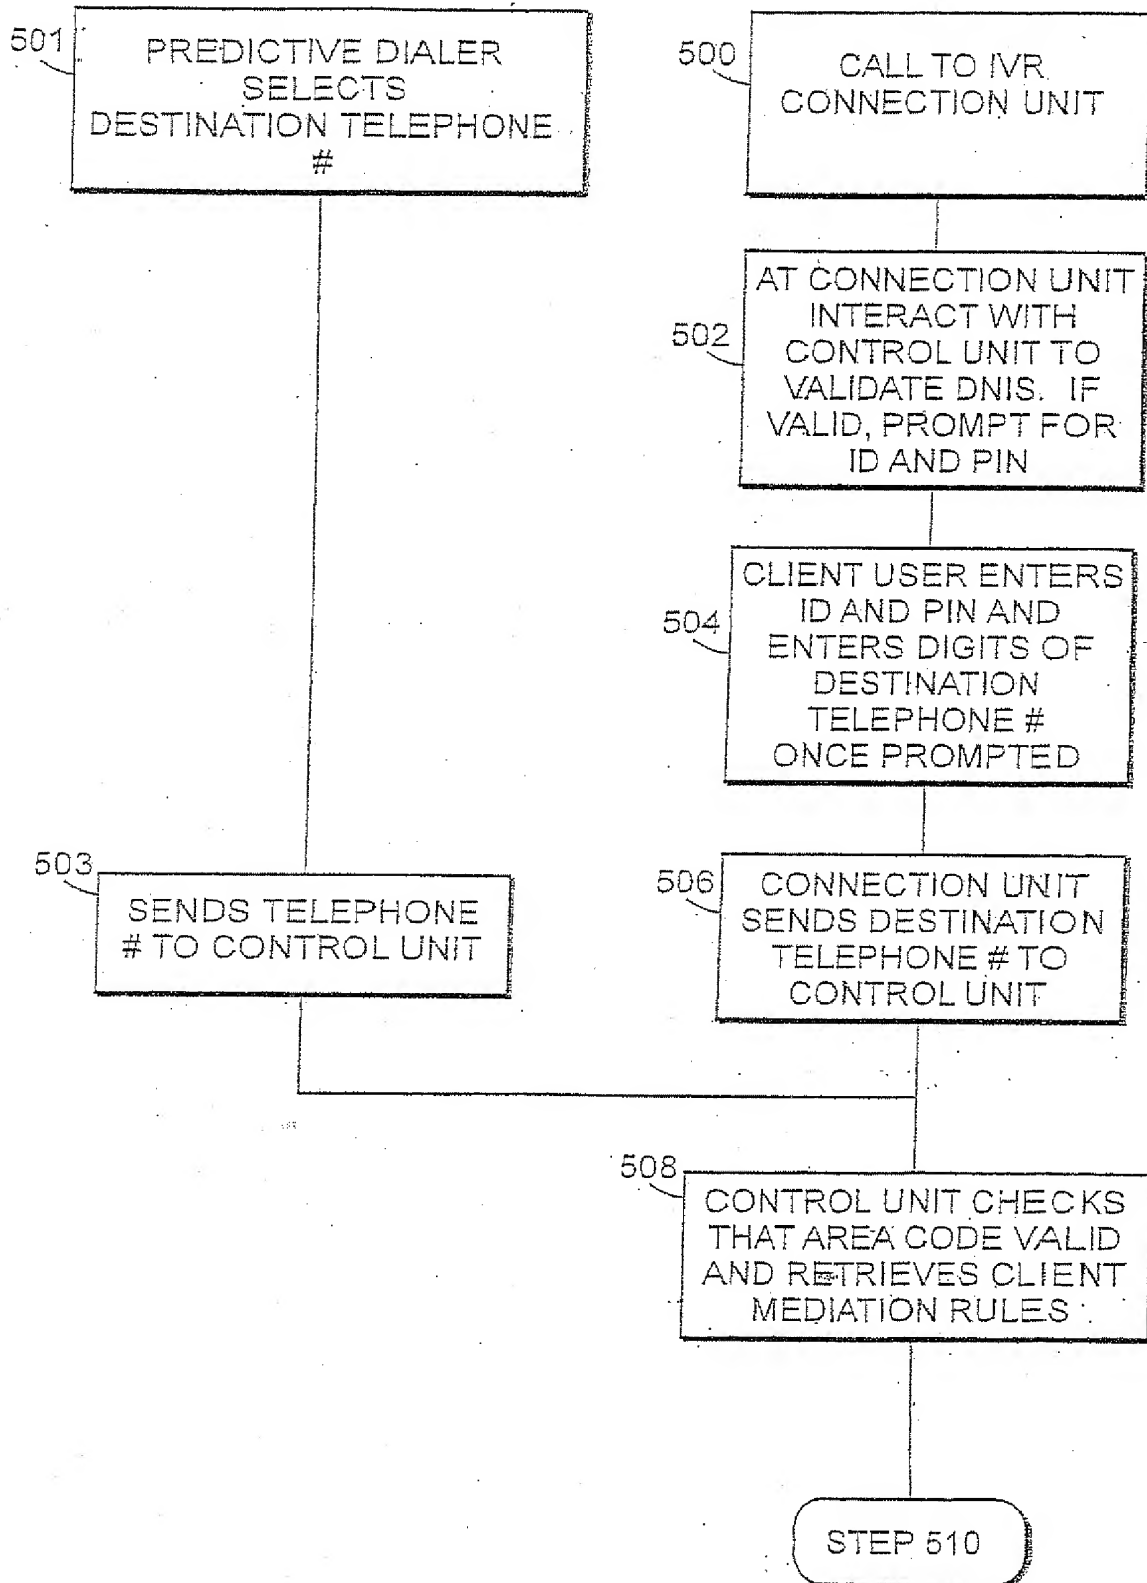 501
PREDICTIVE DIALER
SELECTS
DESTINATION TELEPHONE
#
500
CALL TO IVR
CONNECTION UNIT
502
AT CONNECTION UNIT
INTERACT WITH
CONTROL UNIT TO
VALIDATE DNIS. IF
VALID, PROMPT FOR
ID AND PIN
504
CLIENT USER ENTERS
ID AND PIN AND
ENTERS DIGITS OF
DESTINATION
TELEPHONE #
ONCE PROMPTED
503
SENDS TELEPHONE
# TO CONTROL UNIT
506
CONNECTION UNIT
SENDS DESTINATION
TELEPHONE # TO
CONTROL UNIT
508
CONTROL UNIT CHECKS
THAT AREA CODE VALID
AND RETRIEVES CLIENT
MEDIATION RULES
STEP 510